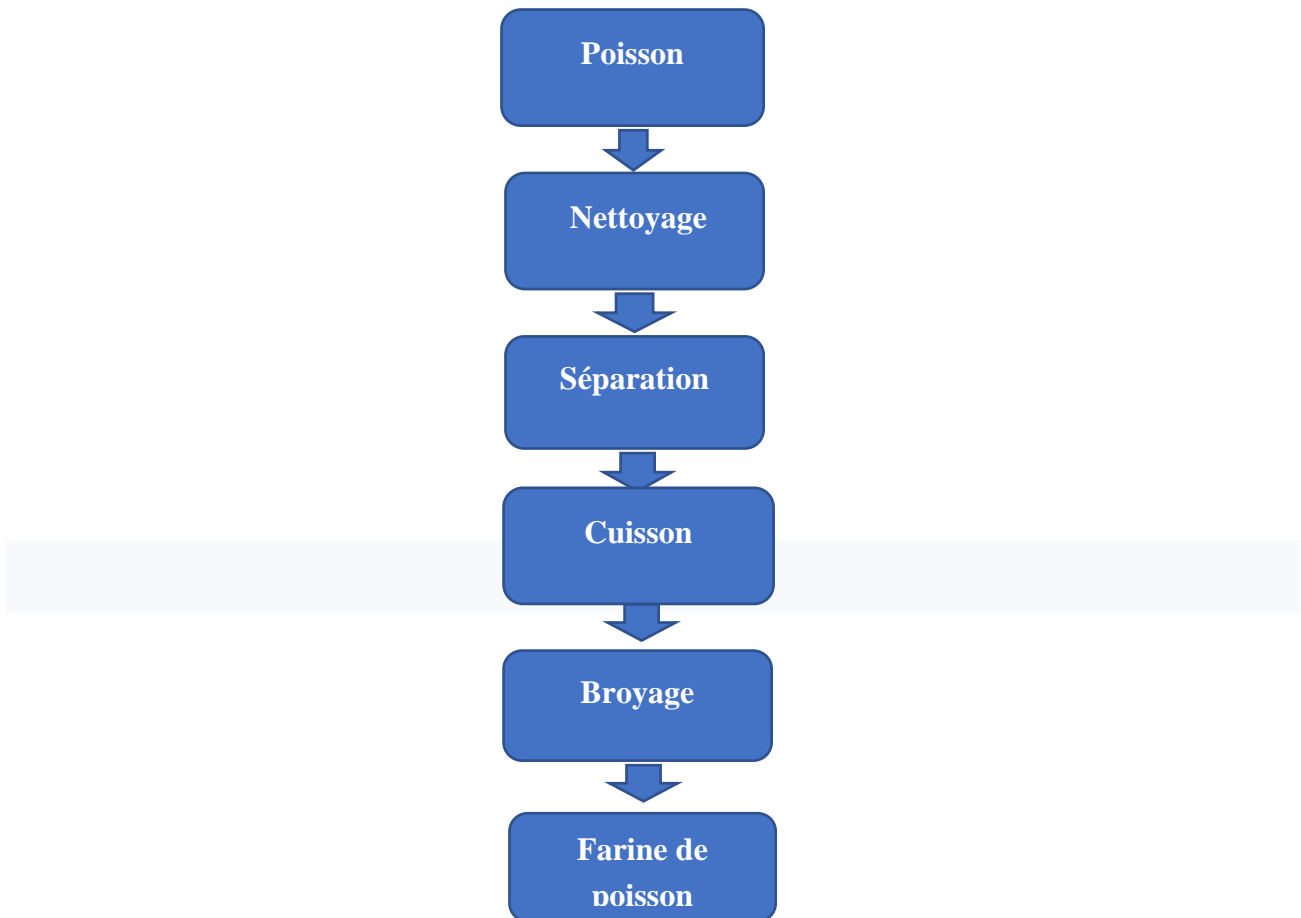 Poisson
Nettoyage
Séparation
Cuisson
Broyage
Farine de
poisson